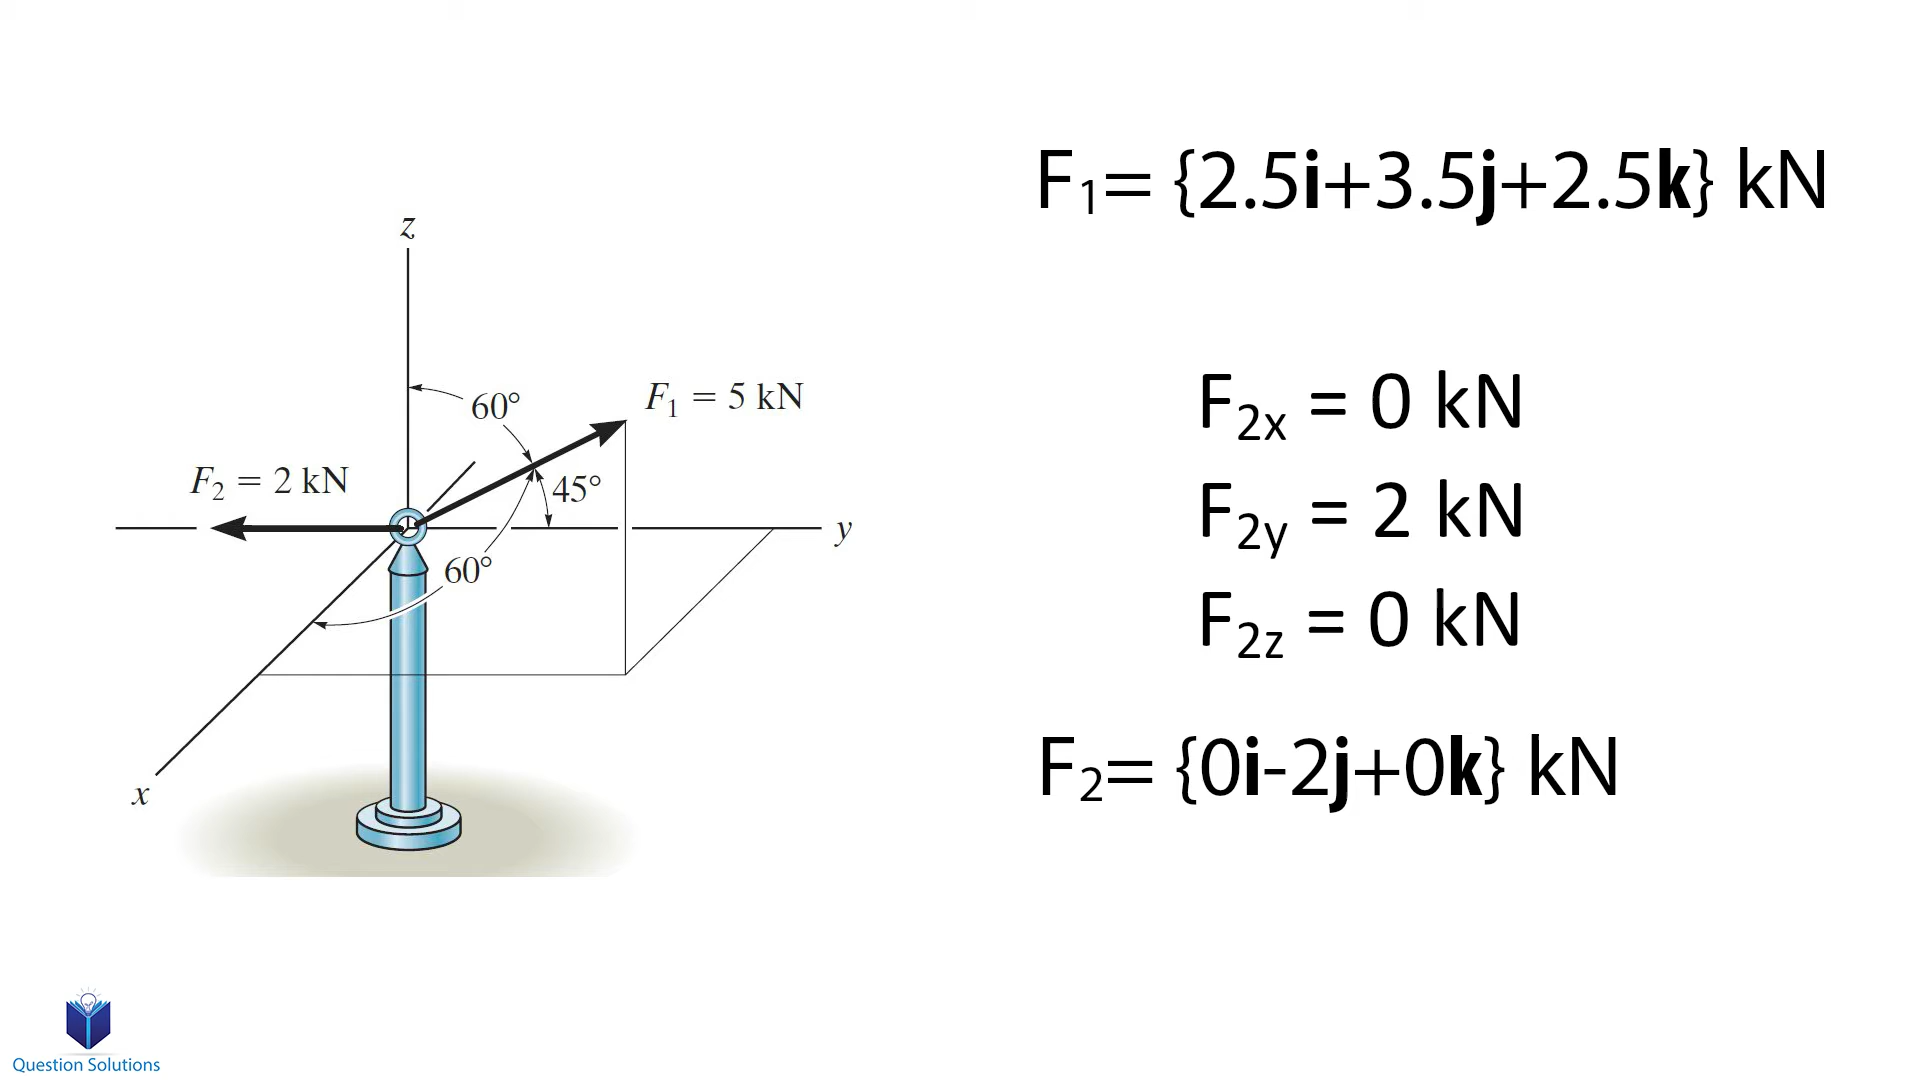 F₁= {2.5i+3.5j+2.5k} kN
z
60°
F₁ = 5 kN
F₂ = 2 kN
45°
y
60°
x
F₂ₓ = 0 kN
F2y = 2 kN
F2z = 0 kN
F₂= {0i-2j+0k} kN
Question Solutions